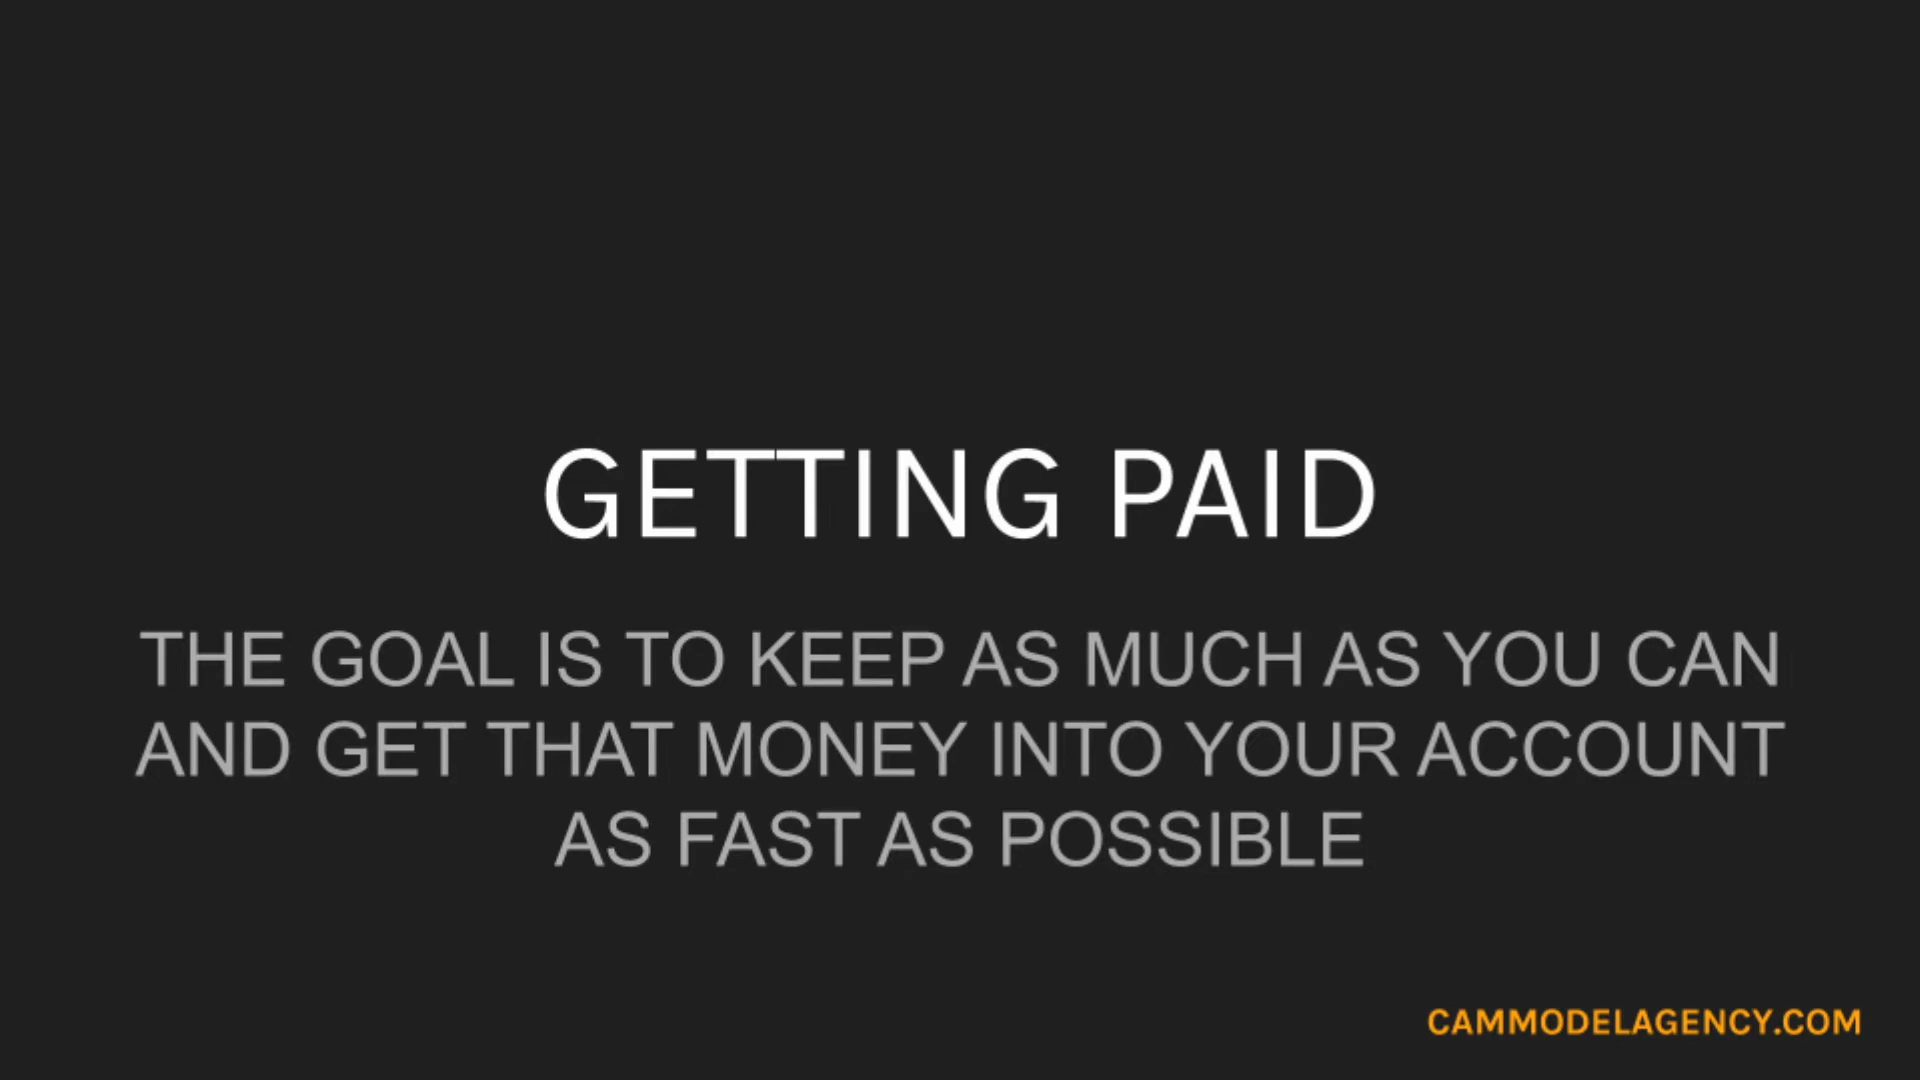 GETTING PAID
THE GOAL IS TO KEEP AS MUCH AS YOU CAN
AND GET THAT MONEY INTO YOUR ACCOUNT
AS FAST AS POSSIBLE
CAMMODELAGENCY.COM